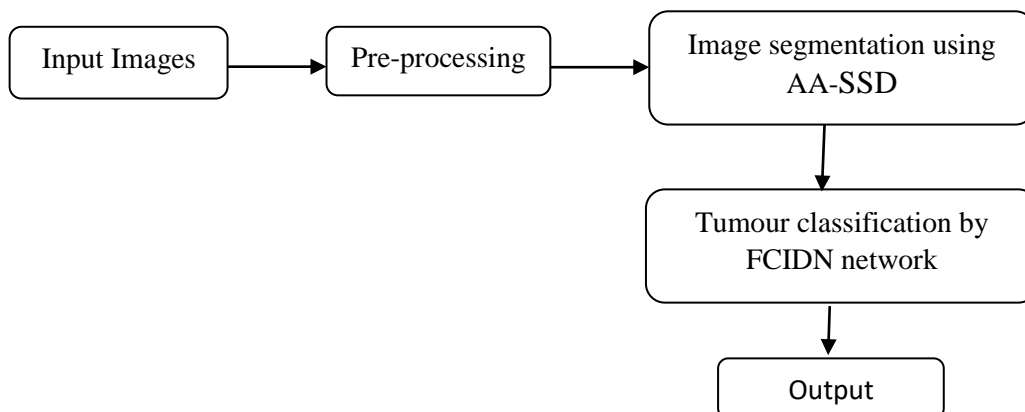 Input Images
Pre-processing
Image segmentation using
AA-SSD
Tumour classification by
FCIDN network
Output